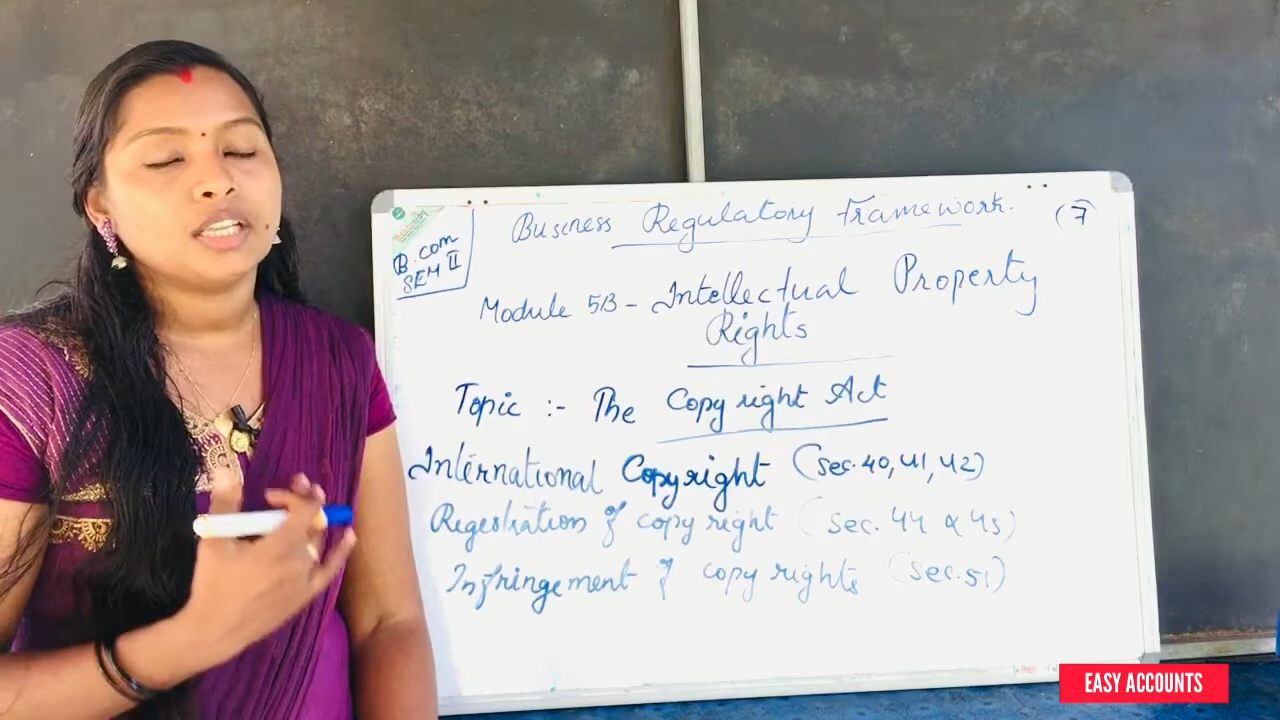 B.com
SEM II
Business Regulatory Framework.
(7)
Module 5B - Intellectual Property
Rights
Topic :- The Copy right Act
International Copyright (sec. 40, 41, 42)
Regestration of copy right (sec. 44 & 45)
Infringement of copy rights (sec. 51)
EASY ACCOUNTS